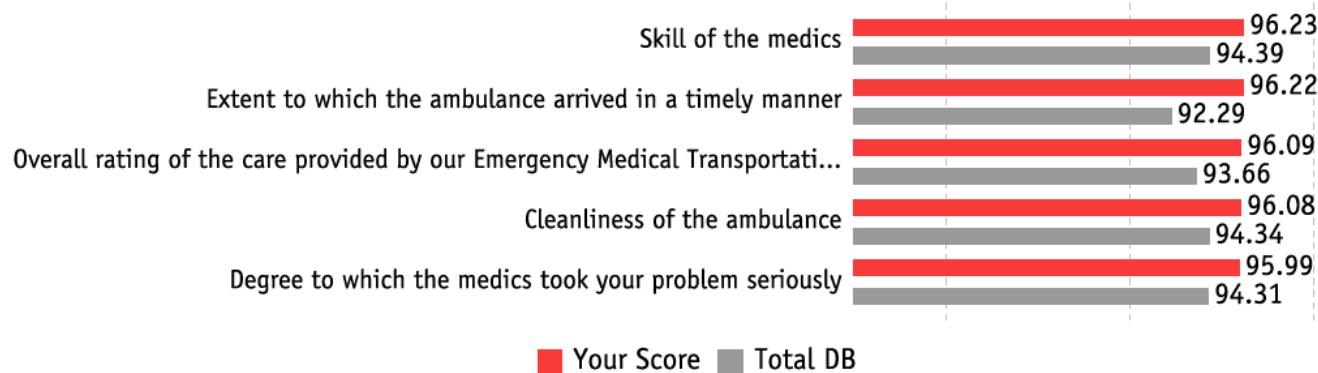 Skill of the medics 96.23
94.39
Extent to which the ambulance arrived in a timely manner 96.22
92.29
Overall rating of the care provided by our Emergency Medical Transportati... 96.09
93.66
Cleanliness of the ambulance 96.08
94.34
Degree to which the medics took your problem seriously 95.99
94.31
Your Score Total DB